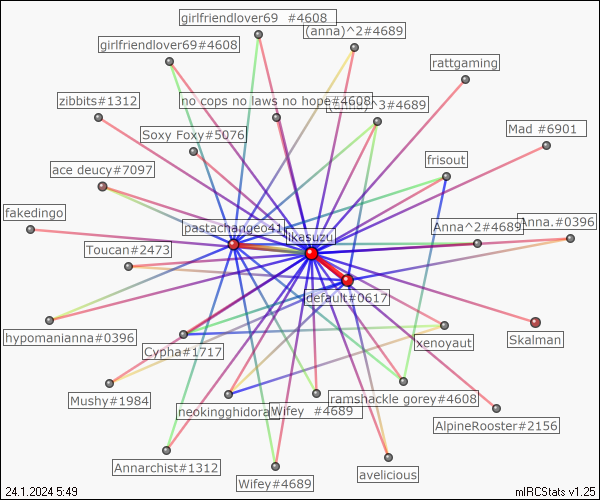 girlfriendlover69 #4608
(anna)^2#4689
girlfriendlover69#4608
rattgaming
zibbits#1312
no cops no laws no hope#4608
^3#4689
Mad #6901
Soxy Foxy#5076
frisout
ace deucy#7097
fakedingo
pastachangeo41
ikasuzu
Anna^2#4689
Anna.#0396
Toucan#2473
default#0617
hypomanianna#0396
Cypha#1717
xenoyaut
Skalman
Mushy#1984
neokingghidora
Wifey #4689
ramshackle gorey#4608
AlpineRooster#2156
Annarchist#1312
Wifey#4689
avelicious
24.1.2024 5:49
mIRCStats v1.25